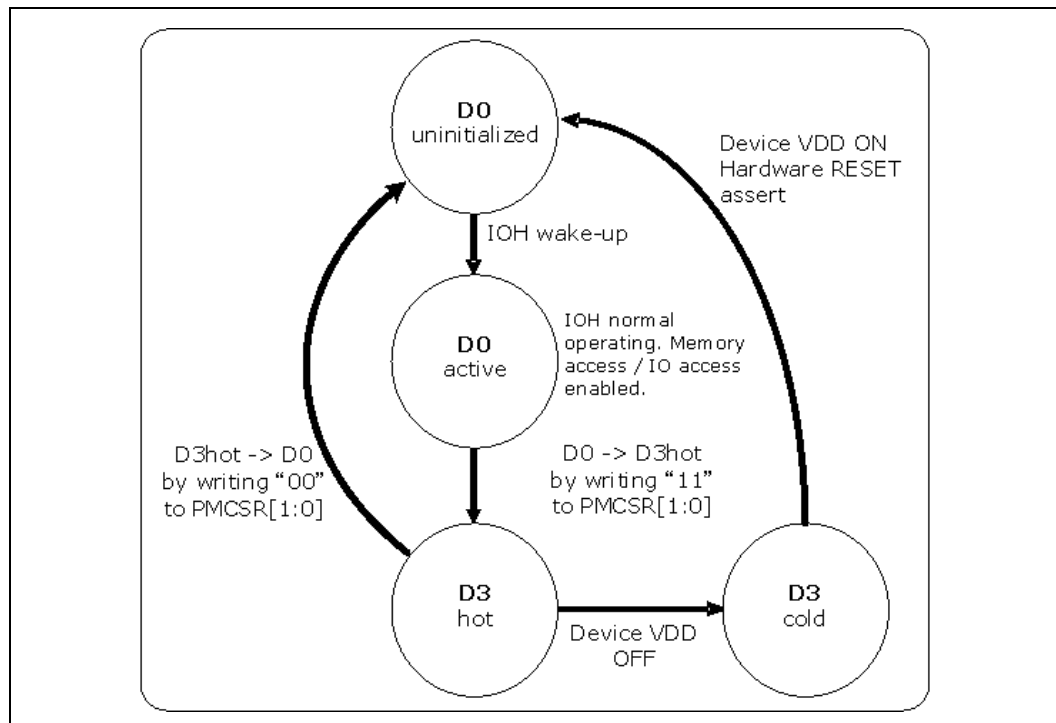 D0
uninitialized
Device VDD ON
Hardware RESET
assert
IOH wake-up
D0
active
IOH normal
operating. Memory
access / IO access
enabled.
D3hot -> D0
by writing “00”
to PMCSR[1:0]
D0 -> D3hot
by writing “11”
to PMCSR[1:0]
D3
hot
Device VDD
OFF
D3
cold